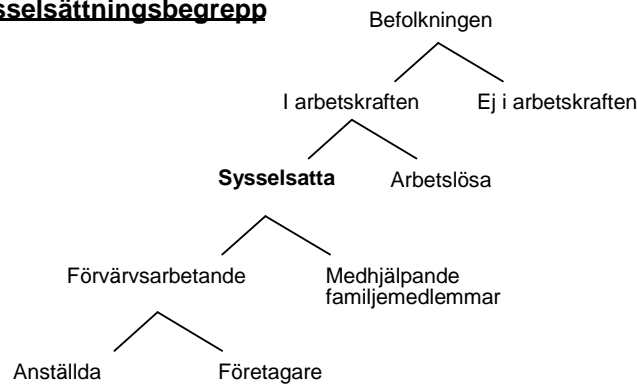 sselsättningsbegrepp
Befolkningen
I arbetskraften
Ej i arbetskraften
Sysselsatta
Arbetslösa
Förvärvsarbetande
Medhjälpande
familjemedlemmar
Anställda
Företagare